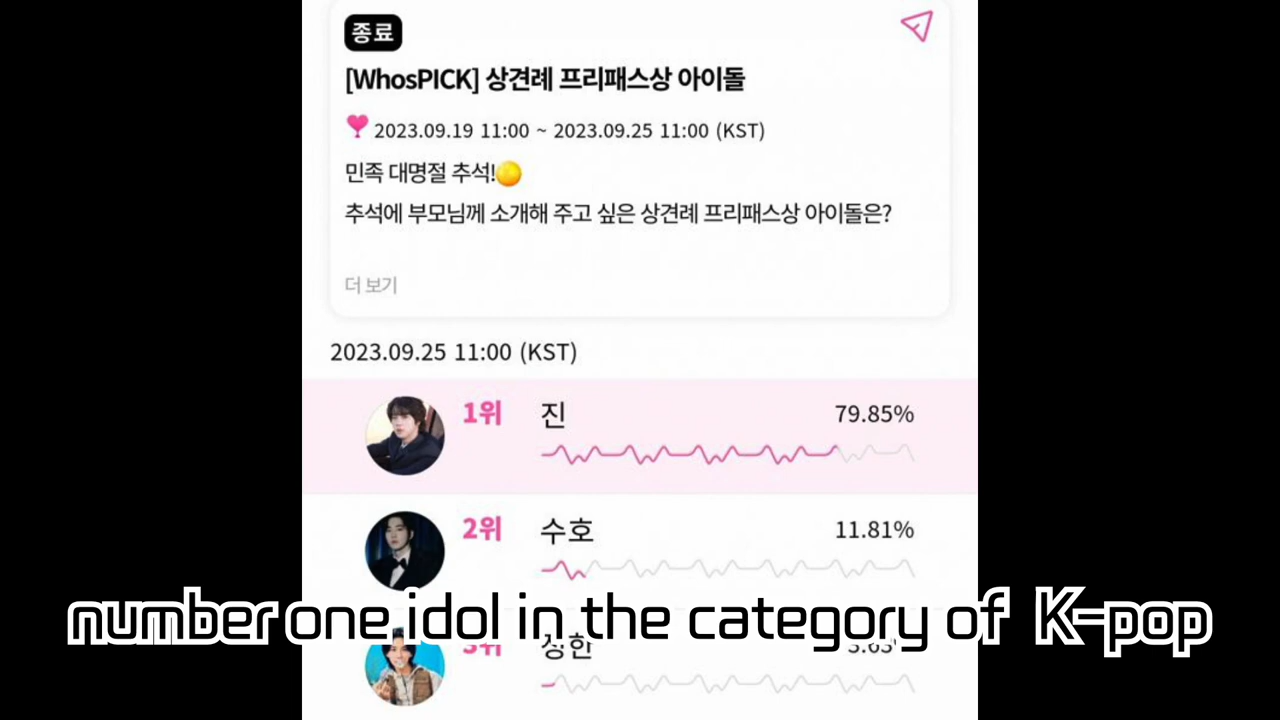 종료
[WhosPICK] 상견례 프리패스상 아이돌
2023.09.19 11:00 ~ 2023.09.25 11:00 (KST)
민족 대명절 추석!
추석에 부모님께 소개해 주고 싶은 상견례 프리패스상 아이돌은?
더 보기
2023.09.25 11:00 (KST)
1위 진 79.85%
2위 수호 11.81%
number one idol in the category of K-pop
3위